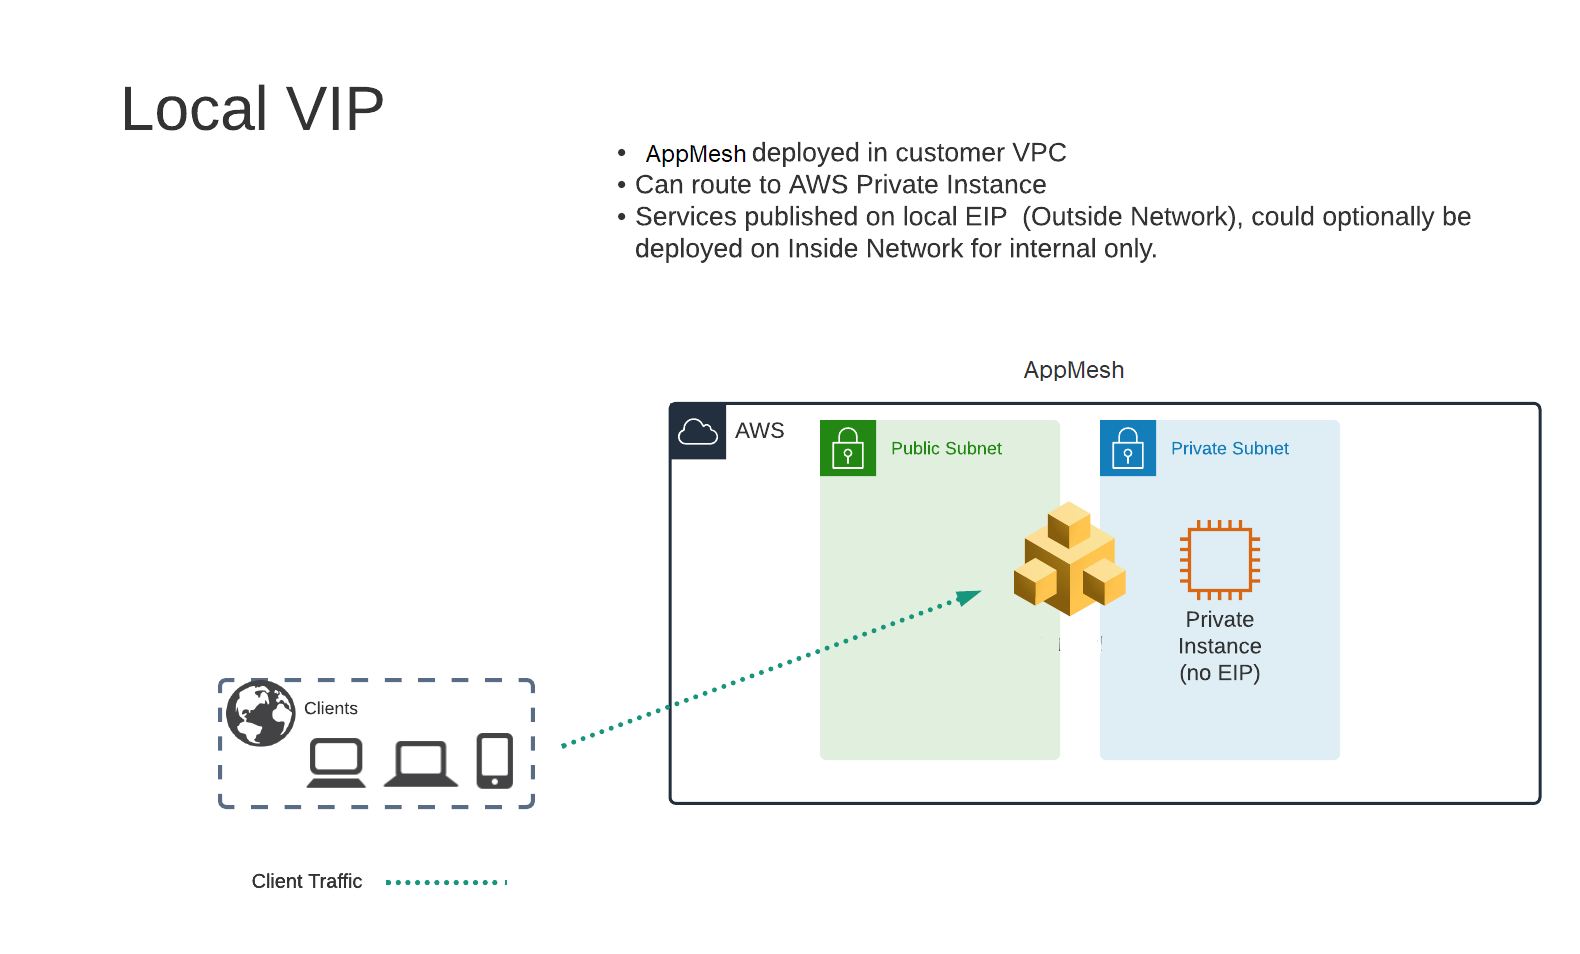 Local VIP
• AppMesh deployed in customer VPC
• Can route to AWS Private Instance
• Services published on local EIP  (Outside Network), could optionally be
deployed on Inside Network for internal only.
AppMesh
AWS
Public Subnet
Private Subnet
Private
Instance
(no EIP)
Clients
Client Traffic